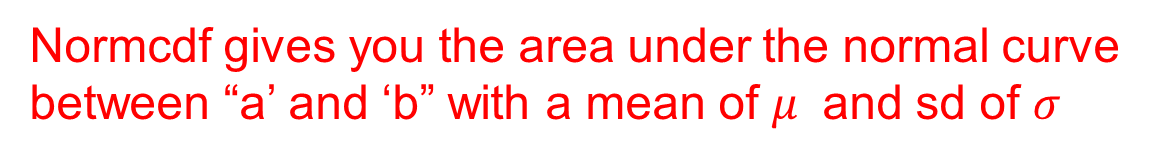 Normcdf gives you the area under the normal curve
between “a’ and ‘b” with a mean of 𝜇 and sd of 𝜎